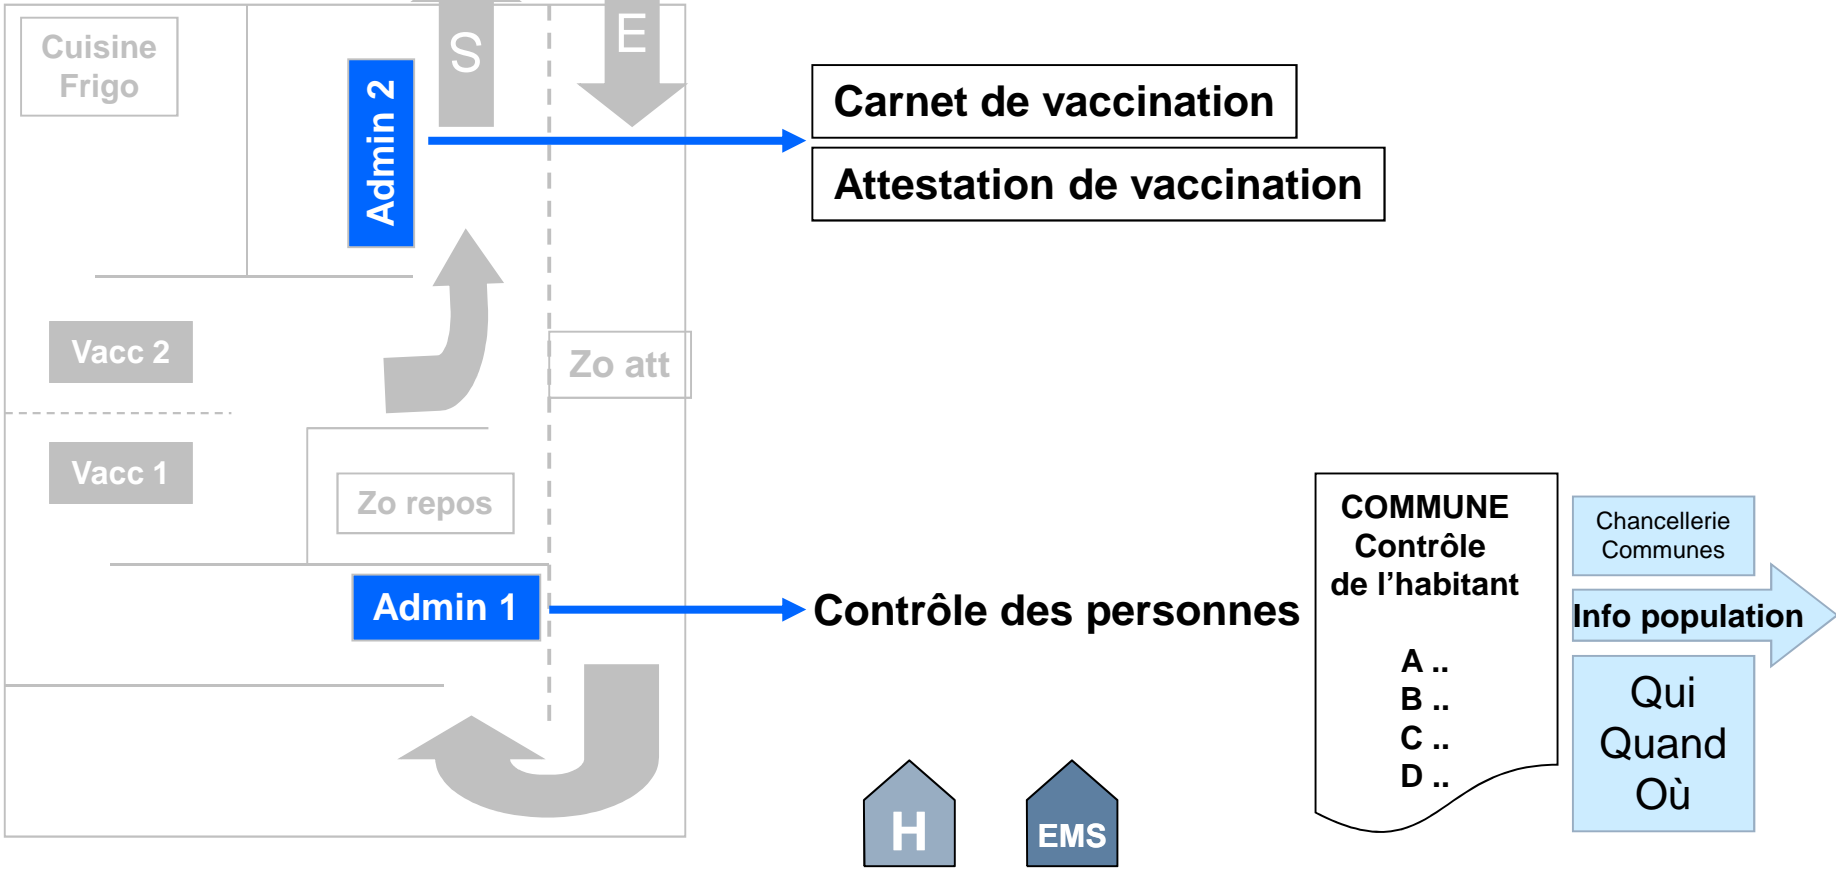 Cuisine
Frigo
S
E
Admin 2
Carnet de vaccination
Attestation de vaccination
Vacc 2
Zo att
Vacc 1
Zo repos
Admin 1
Contrôle des personnes
COMMUNE
Contrôle
de l’habitant
A ..
B ..
C ..
D ..
Chancellerie
Communes
Info population
Qui
Quand
Où
H
EMS